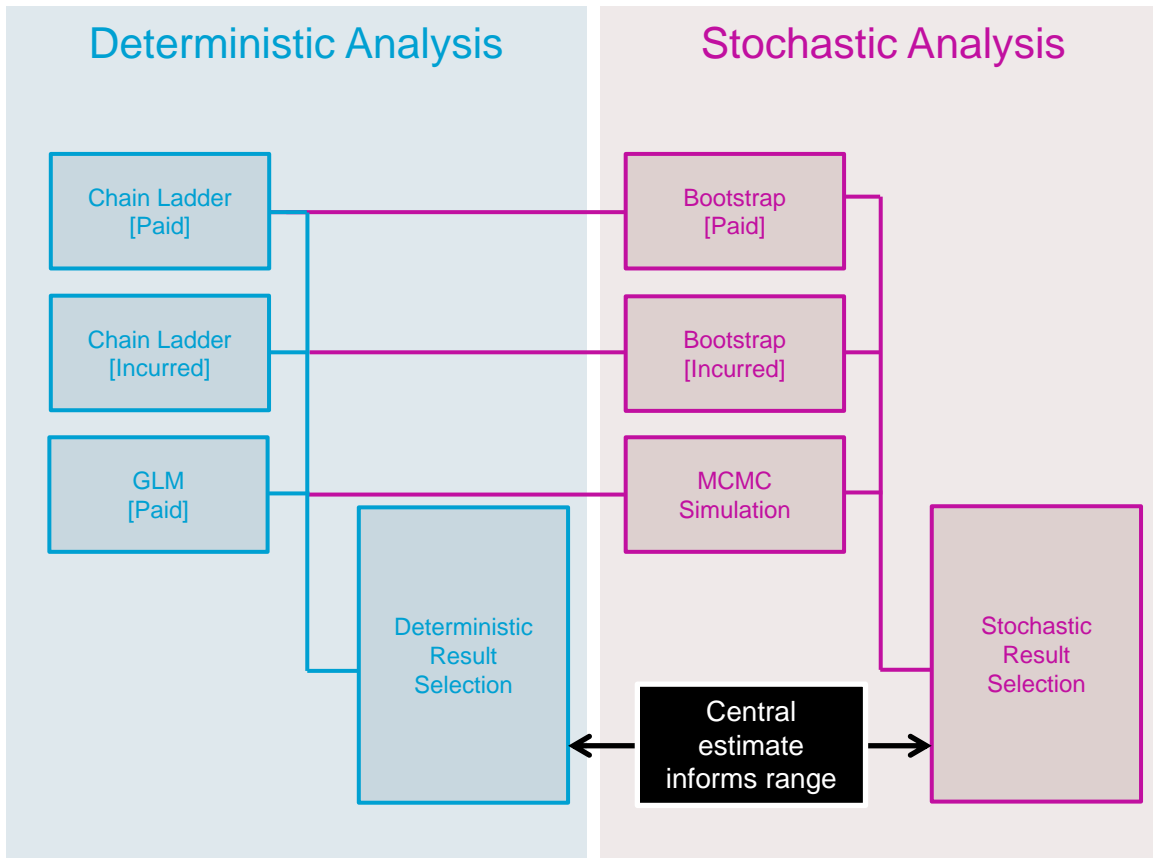 Deterministic Analysis
Stochastic Analysis
Chain Ladder
[Paid]
Bootstrap
[Paid]
Chain Ladder
[Incurred]
Bootstrap
[Incurred]
GLM
[Paid]
MCMC
Simulation
Deterministic
Result
Selection
Stochastic
Result
Selection
Central
estimate
informs range